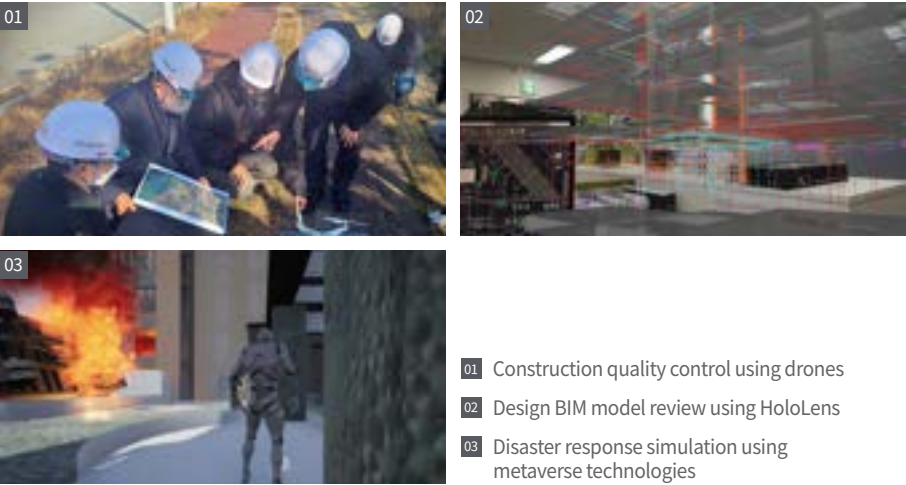 01
02
03
01 Construction quality control using drones
02 Design BIM model review using HoloLens
03 Disaster response simulation using
metaverse technologies